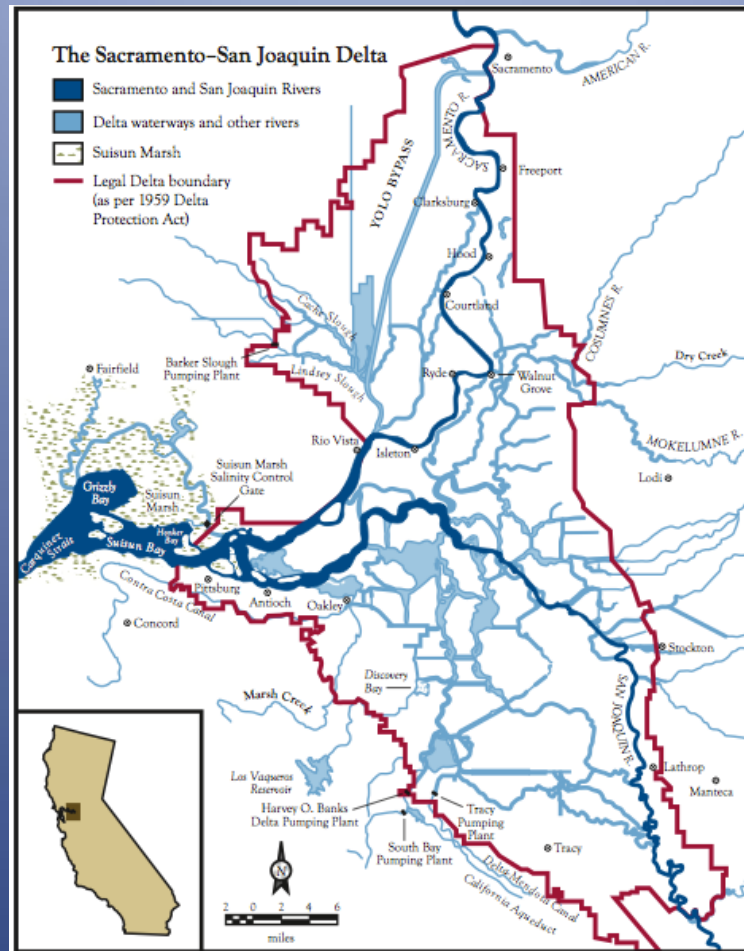 The Sacramento–San Joaquin Delta
Sacramento and San Joaquin Rivers
Delta waterways and other rivers
Suisun Marsh
Legal Delta boundary
(as per 1959 Delta
Protection Act)
Sacramento
AMERICAN R.
SACRAMENTO R.
YOLO BYPASS
Freeport
Clarksburg
Hood
Courtland
Cache Slough
COSUMNES R.
Barker Slough
Pumping Plant
Lindsey Slough
Ryde
Walnut
Grove
Dry Creek
Fairfield
MOKELUMNE R.
Rio Vista
Isleton
Lodi
Suisun Marsh
Salinity Control
Gate
Grizzly
Bay
Suisun
Marsh
Honker
Bay
Suisun Bay
Carquinez
Strait
Pittsburg
Antioch
Oakley
Contra Costa Canal
Concord
Stockton
Discovery
Bay
Marsh Creek
SAN JOAQUIN R.
Los Vaqueros
Reservoir
Lathrop
Manteca
Harvey O. Banks
Delta Pumping Plant
Tracy
Pumping
Plant
South Bay
Pumping Plant
Tracy
Delta Mendota Canal
California Aqueduct
N
2 0 2 4 6
miles